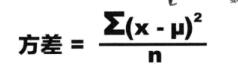 方差 = Σ(x - μ)² / n